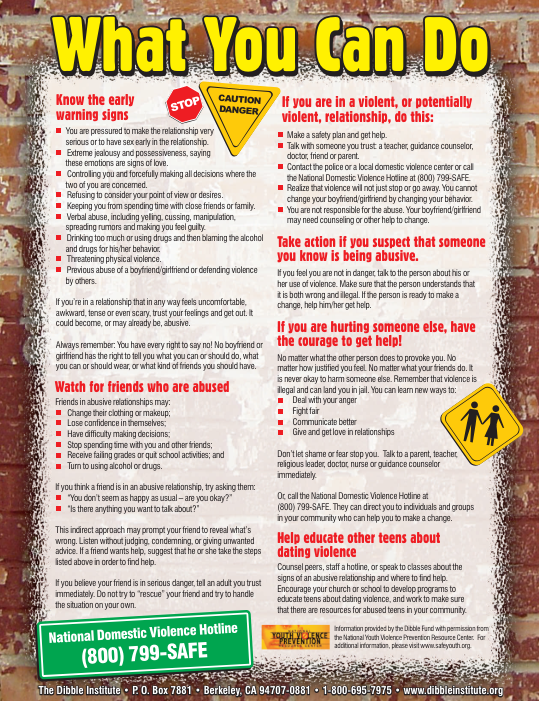 What You Can Do
Know the early
warning signs
STOP
CAUTION
DANGER
You are pressured to make the relationship very
serious or to have sex early in the relationship.
Extreme jealousy and possessiveness, saying
these emotions are signs of love.
Controlling you and forcefully making all decisions where the
two of you are concerned.
Refusing to consider your point of view or desires.
Keeping you from spending time with close friends or family.
Verbal abuse, including yelling, cussing, manipulation,
spreading rumors and making you feel guilty.
Drinking too much or using drugs and then blaming the alcohol
and drugs for his/her behavior.
Threatening physical violence.
Previous abuse of a boyfriend/girlfriend or defending violence
by others.
If you're in a relationship that in any way feels uncomfortable,
awkward, tense or even scary, trust your feelings and get out. It
could become, or may already be, abusive.
Always remember: You have every right to say no! No boyfriend or
girlfriend has the right to tell you what you can or should do, what
you can or should wear, or what kind of friends you should have.
Watch for friends who are abused
Friends in abusive relationships may:
Change their clothing or makeup;
Lose confidence in themselves;
Have difficulty making decisions;
Stop spending time with you and other friends;
Receive failing grades or quit school activities; and
Turn to using alcohol or drugs.
If you think a friend is in an abusive relationship, try asking them:
"You don't seem as happy as usual – are you okay?"
"Is there anything you want to talk about?"
This indirect approach may prompt your friend to reveal what's
wrong. Listen without judging, condemning, or giving unwanted
advice. If a friend wants help, suggest that he or she take the steps
listed above in order to find help.
If you believe your friend is in serious danger, tell an adult you trust
immediately. Do not try to "rescue" your friend and try to handle
the situation on your own.
National Domestic Violence Hotline
(800) 799-SAFE
If you are in a violent, or potentially
violent, relationship, do this:
Make a safety plan and get help.
Talk with someone you trust: a teacher, guidance counselor,
doctor, friend or parent.
Contact the police or a local domestic violence center or call
the National Domestic Violence Hotline at (800) 799-SAFE.
Realize that violence will not just stop or go away. You cannot
change your boyfriend/girlfriend by changing your behavior.
You are not responsible for the abuse. Your boyfriend/girlfriend
may need counseling or other help to change.
Take action if you suspect that someone
you know is being abusive.
If you feel you are not in danger, talk to the person about his or
her use of violence. Make sure that the person understands that
it is both wrong and illegal. If the person is ready to make a
change, help him/her get help.
If you are hurting someone else, have
the courage to get help!
No matter what the other person does to provoke you. No
matter how justified you feel. No matter what your friends do. It
is never okay to harm someone else. Remember that violence is
illegal and can land you in jail. You can learn new ways to:
Deal with your anger
Fight fair
Communicate better
Give and get love in relationships
Don't let shame or fear stop you. Talk to a parent, teacher,
religious leader, doctor, nurse or guidance counselor
immediately.
Or, call the National Domestic Violence Hotline at
(800) 799-SAFE. They can direct you to individuals and groups
in your community who can help you to make a change.
Help educate other teens about
dating violence
Counsel peers, staff a hotline, or speak to classes about the
signs of an abusive relationship and where to find help.
Encourage your church or school to develop programs to
educate teens about dating violence, and work to make sure
that there are resources for abused teens in your community.
YOUTH VIOLENCE
PREVENTION
Information provided by the Dibble Fund with permission from
the National Youth Violence Prevention Resource Center. For
additional information, please visit www.safeyouth.org.
The Dibble Institute • P. O. Box 7881 • Berkeley, CA 94707-0881 • 1-800-695-7975 • www.dibbleinstitute.org